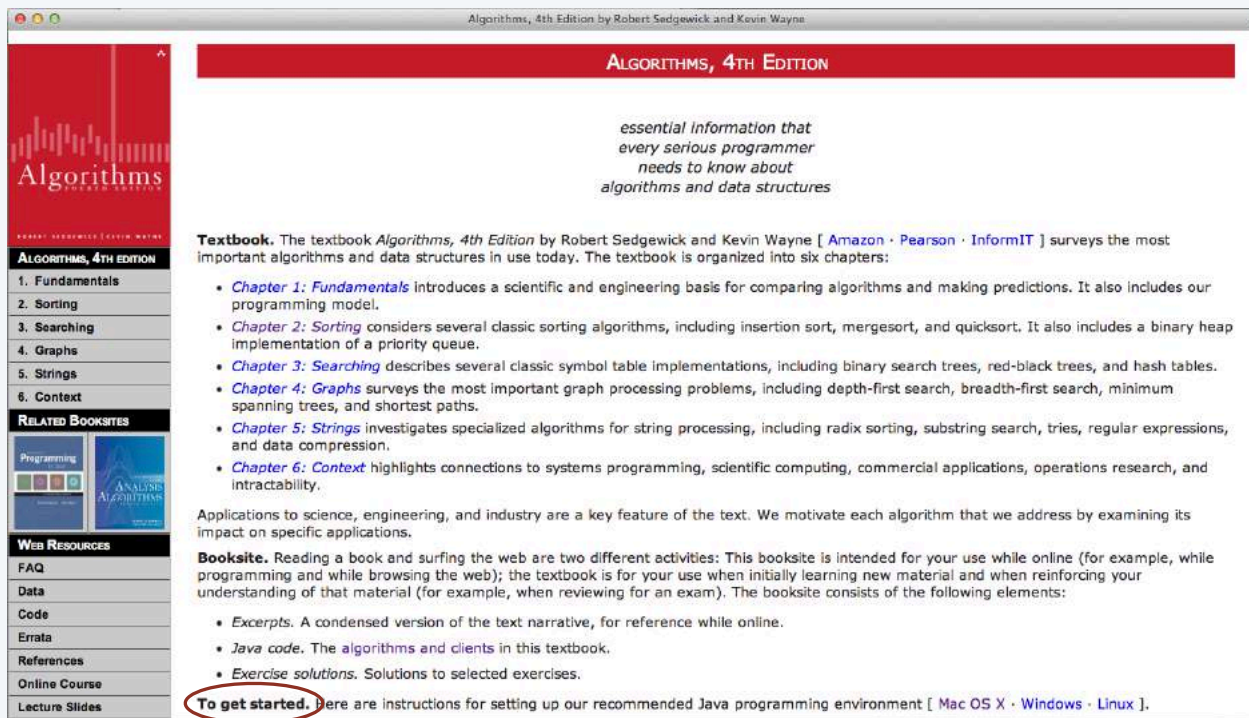 Algorithms, 4th Edition by Robert Sedgewick and Kevin Wayne
Algorithms
FOURTH EDITION
ROBERT SEDGEWICK | KEVIN WAYNE
ALGORITHMS, 4TH EDITION
1. Fundamentals
2. Sorting
3. Searching
4. Graphs
5. Strings
6. Context
RELATED BOOKSITES
Programming
ANALYSIS
ALGORITHMS
WEB RESOURCES
FAQ
Data
Code
Errata
References
Online Course
Lecture Slides
ALGORITHMS, 4TH EDITION
essential information that
every serious programmer
needs to know about
algorithms and data structures
Textbook. The textbook Algorithms, 4th Edition by Robert Sedgewick and Kevin Wayne [ Amazon · Pearson · InformIT ] surveys the most
important algorithms and data structures in use today. The textbook is organized into six chapters:
• Chapter 1: Fundamentals introduces a scientific and engineering basis for comparing algorithms and making predictions. It also includes our
programming model.
• Chapter 2: Sorting considers several classic sorting algorithms, including insertion sort, mergesort, and quicksort. It also includes a binary heap
implementation of a priority queue.
• Chapter 3: Searching describes several classic symbol table implementations, including binary search trees, red-black trees, and hash tables.
• Chapter 4: Graphs surveys the most important graph processing problems, including depth-first search, breadth-first search, minimum
spanning trees, and shortest paths.
• Chapter 5: Strings investigates specialized algorithms for string processing, including radix sorting, substring search, tries, regular expressions,
and data compression.
• Chapter 6: Context highlights connections to systems programming, scientific computing, commercial applications, operations research, and
intractability.
Applications to science, engineering, and industry are a key feature of the text. We motivate each algorithm that we address by examining its
impact on specific applications.
Booksite. Reading a book and surfing the web are two different activities: This booksite is intended for your use while online (for example, while
programming and while browsing the web); the textbook is for your use when initially learning new material and when reinforcing your
understanding of that material (for example, when reviewing for an exam). The booksite consists of the following elements:
• Excerpts. A condensed version of the text narrative, for reference while online.
• Java code. The algorithms and clients in this textbook.
• Exercise solutions. Solutions to selected exercises.
To get started. Here are instructions for setting up our recommended Java programming environment [ Mac OS X · Windows · Linux ].